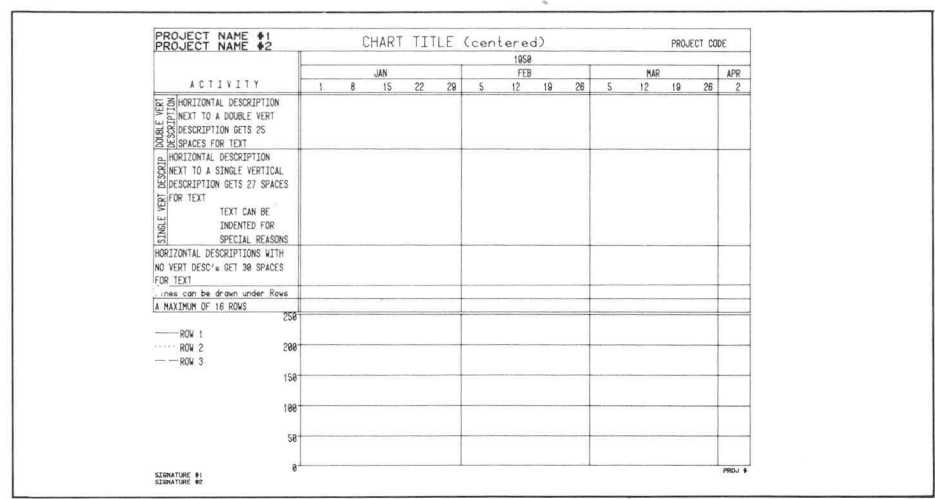 PROJECT NAME #1
PROJECT NAME #2
CHART TITLE (centered)
PROJECT CODE
1950
JAN FEB MAR APR
ACTIVITY
1 8 15 22 29 5 12 19 26 5 12 19 26 2
DOUBLE VERT
DESCRIPTION
HORIZONTAL DESCRIPTION
NEXT TO A DOUBLE VERT
DESCRIPTION GETS 25
SPACES FOR TEXT
SINGLE VERT DESCRIP
HORIZONTAL DESCRIPTION
NEXT TO A SINGLE VERTICAL
DESCRIPTION GETS 27 SPACES
FOR TEXT
TEXT CAN BE
INDENTED FOR
SPECIAL REASONS
HORIZONTAL DESCRIPTIONS WITH
NO VERT DESC's GET 30 SPACES
FOR TEXT
Lines can be drawn under Rows
A MAXIMUM OF 16 ROWS
250
ROW 1
ROW 2
200
ROW 3
150
100
50
0
PROJ #
SIGNATURE #1
SIGNATURE #2